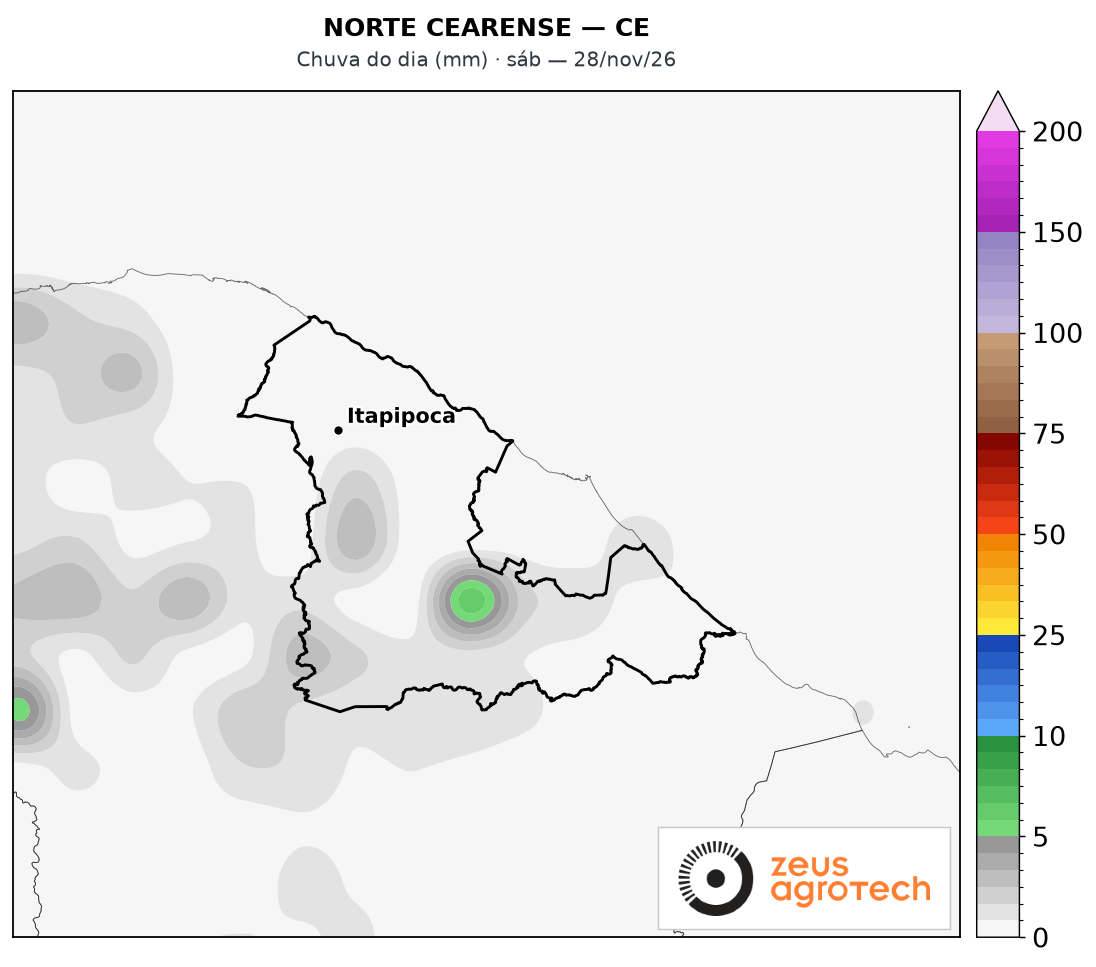 NORTE CEARENSE — CE
Chuva do dia (mm) · sáb — 28/nov/26
200
150
100
75
50
25
10
5
0
Itapipoca
zeus
agrotech